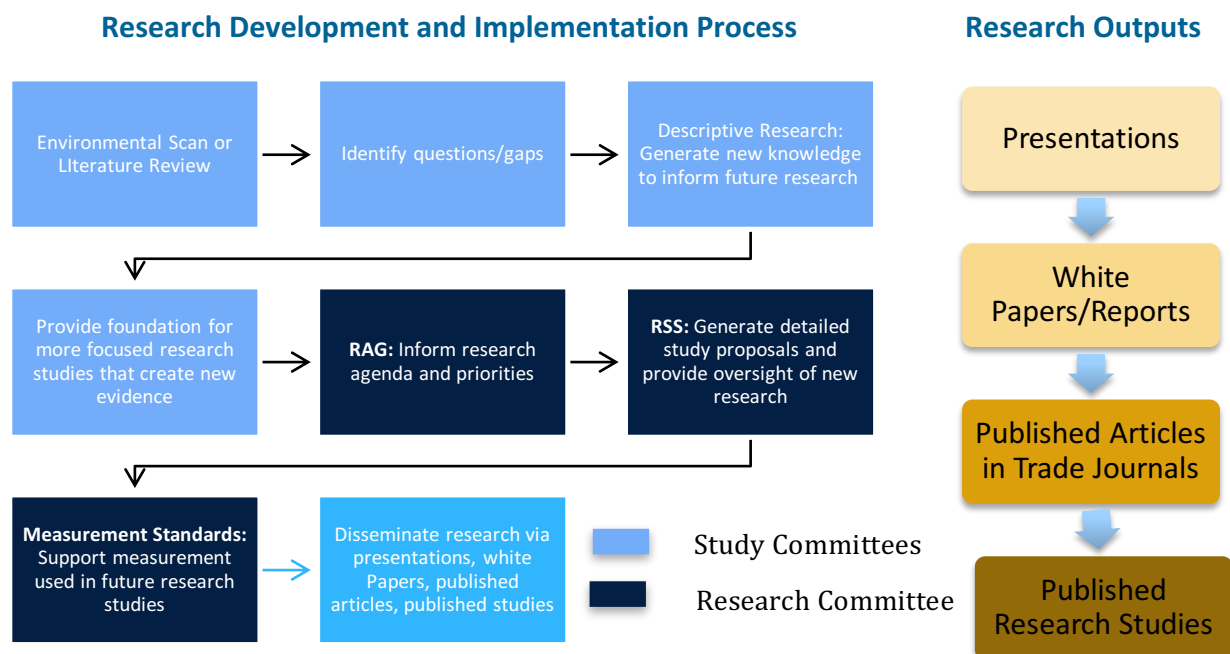 Research Development and Implementation Process
Environmental Scan or
LIterature Review
Identify questions/gaps
Descriptive Research:
Generate new knowledge
to inform future research
Provide foundation for
more focused research
studies that create new
evidence
RAG: Inform research
agenda and priorities
RSS: Generate detailed
study proposals and
provide oversight of new
research
Measurement Standards:
Support measurement
used in future research
studies
Disseminate research via
presentations, white
Papers, published
articles, published studies
Study Committees
Research Committee
Research Outputs
Presentations
White
Papers/Reports
Published Articles
in Trade Journals
Published
Research Studies